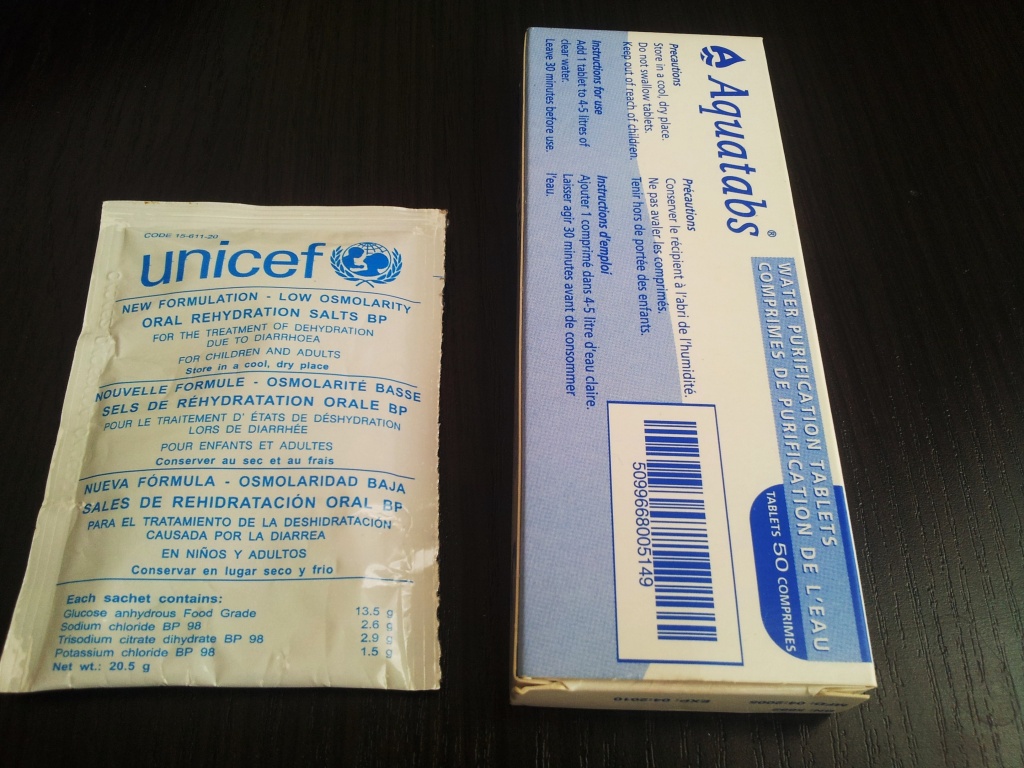 CODE 15-611-20
unicef
NEW FORMULATION - LOW OSMOLARITY
ORAL REHYDRATION SALTS BP
FOR THE TREATMENT OF DEHYDRATION
DUE TO DIARRHOEA
FOR CHILDREN AND ADULTS
Store in a cool, dry place
NOUVELLE FORMULE - OSMOLARITÉ BASSE
SELS DE RÉHYDRATATION ORALE BP
POUR LE TRAITEMENT D' ÉTATS DE DÉSHYDRATION
LORS DE DIARRHÉE
POUR ENFANTS ET ADULTES
Conserver au sec et au frais
NUEVA FÓRMULA - OSMOLARIDAD BAJA
SALES DE REHIDRATACIÓN ORAL BP
PARA EL TRATAMIENTO DE LA DESHIDRATACIÓN
CAUSADA POR LA DIARREA
EN NIÑOS Y ADULTOS
Conservar en lugar seco y frio
Each sachet contains:
Glucose anhydrous Food Grade 13.5 g
Sodium chloride BP 98 2.6 g
Trisodium citrate dihydrate BP 98 2.9 g
Potassium chloride BP 98 1.5 g
Net wt.: 20.5 g
Aquatabs®
WATER PURIFICATION TABLETS
COMPRIMES DE PURIFICATION DE L'EAU
TABLETS 50 COMPRIMES
Precautions
Store in a cool, dry place.
Do not swallow tablets.
Keep out of reach of children.
Précautions
Conserver le récipient à l'abri de l'humidité.
Ne pas avaler les comprimés.
Tenir hors de portée des enfants.
Instructions for use
Add 1 tablet to 4-5 litres of
clear water.
Leave 30 minutes before use.
Instructions d'emploi
Ajouter 1 comprimé dans 4-5 litre d'eau claire.
Laisser agir 30 minutes avant de consommer
l'eau.
5099668005149
EXP. 04:2010